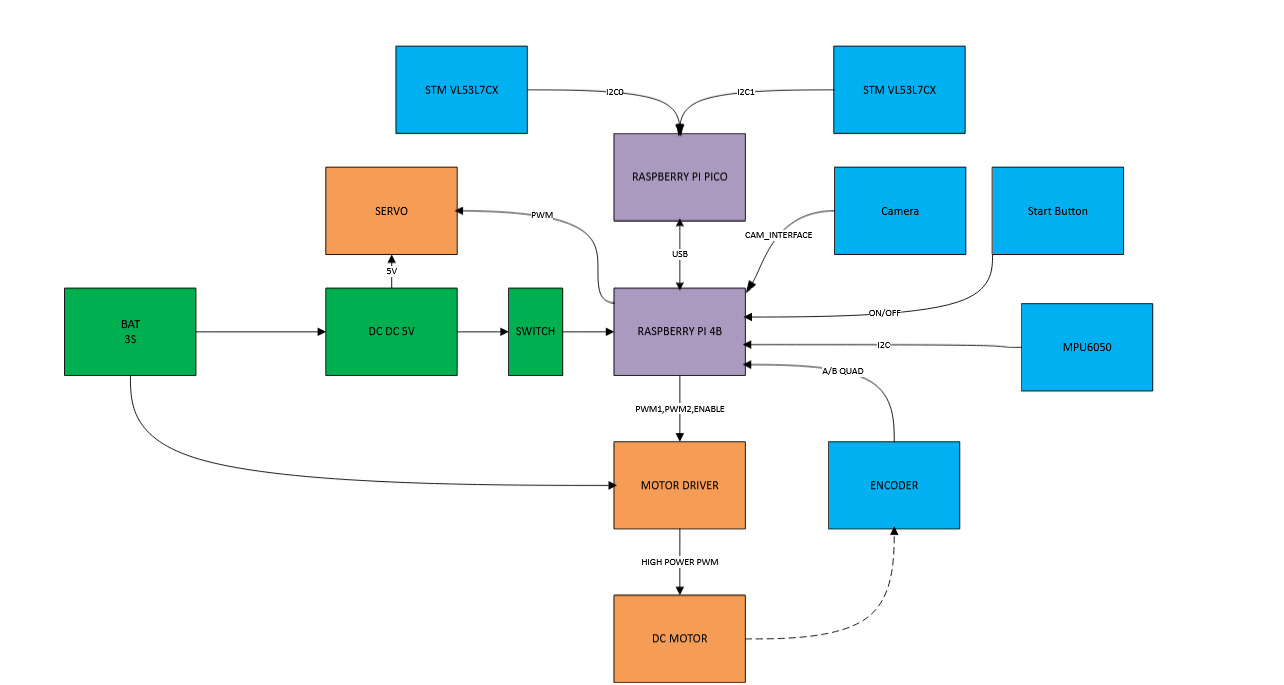 STM VL53L7CX
I2C0
I2C1
STM VL53L7CX
RASPBERRY PI PICO
SERVO
PWM
Camera
Start Button
CAM_INTERFACE
USB
5V
BAT
3S
DC DC 5V
SWITCH
RASPBERRY PI 4B
ON/OFF
I2C
MPU6050
A/B QUAD
PWM1,PWM2,ENABLE
MOTOR DRIVER
ENCODER
HIGH POWER PWM
DC MOTOR